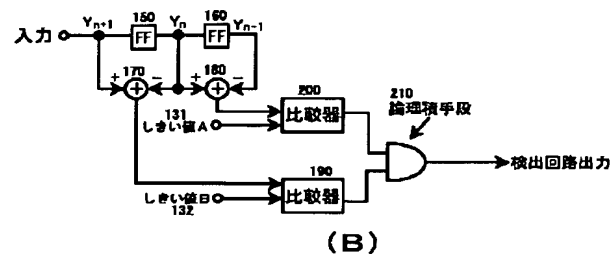 Yn+1 150 Yn 160 Yn-1
入力 FF FF
+ 170 − + 180 −
200 210
131 比較器 論理積手段
しきい値A
検出回路出力
190
しきい値B 比較器
132
(B)